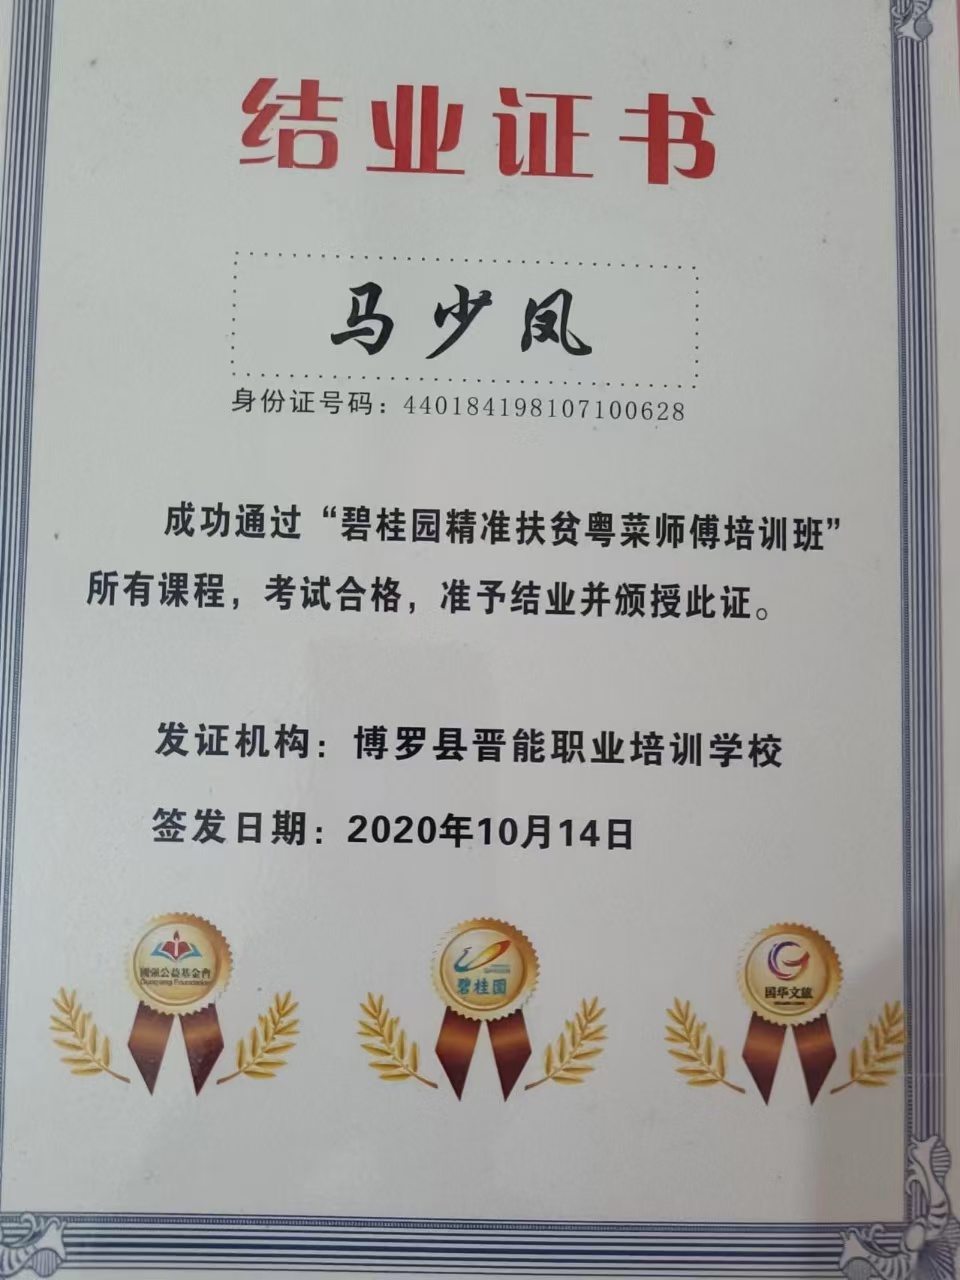 结业证书
马少凤
身份证号码：440184198107100628
成功通过“碧桂园精准扶贫粤菜师傅培训班”
所有课程，考试合格，准予结业并颁授此证。
发证机构：博罗县晋能职业培训学校
签发日期：2020年10月14日
國强公益基金會
Guoqiang Foundation
碧桂园
国华文旅